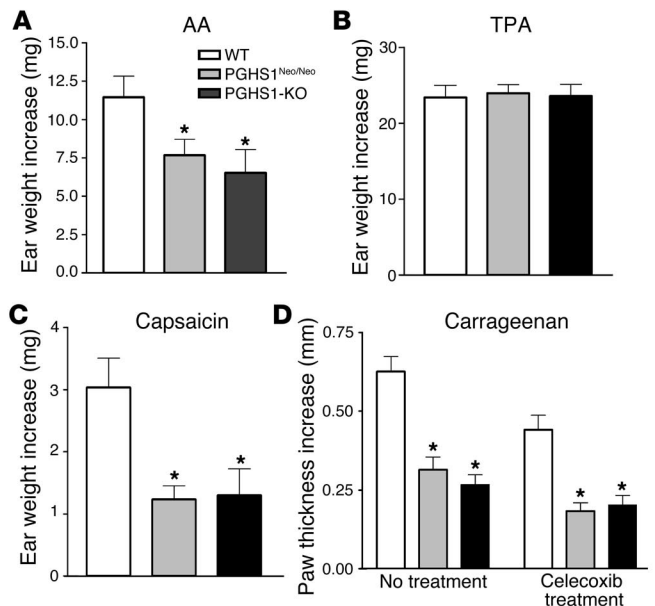 A
AA
Ear weight increase (mg)
15.0
12.5
10.0
7.5
5.0
2.5
0.0
WT
PGHS1Neo/Neo
PGHS1-KO
*
*
B
TPA
Ear weight increase (mg)
30
20
10
0
C
Capsaicin
Ear weight increase (mg)
4
3
2
1
0
*
*
D
Carrageenan
Paw thickness increase (mm)
0.75
0.50
0.25
0.00
*
*
*
*
No treatment
Celecoxib
treatment